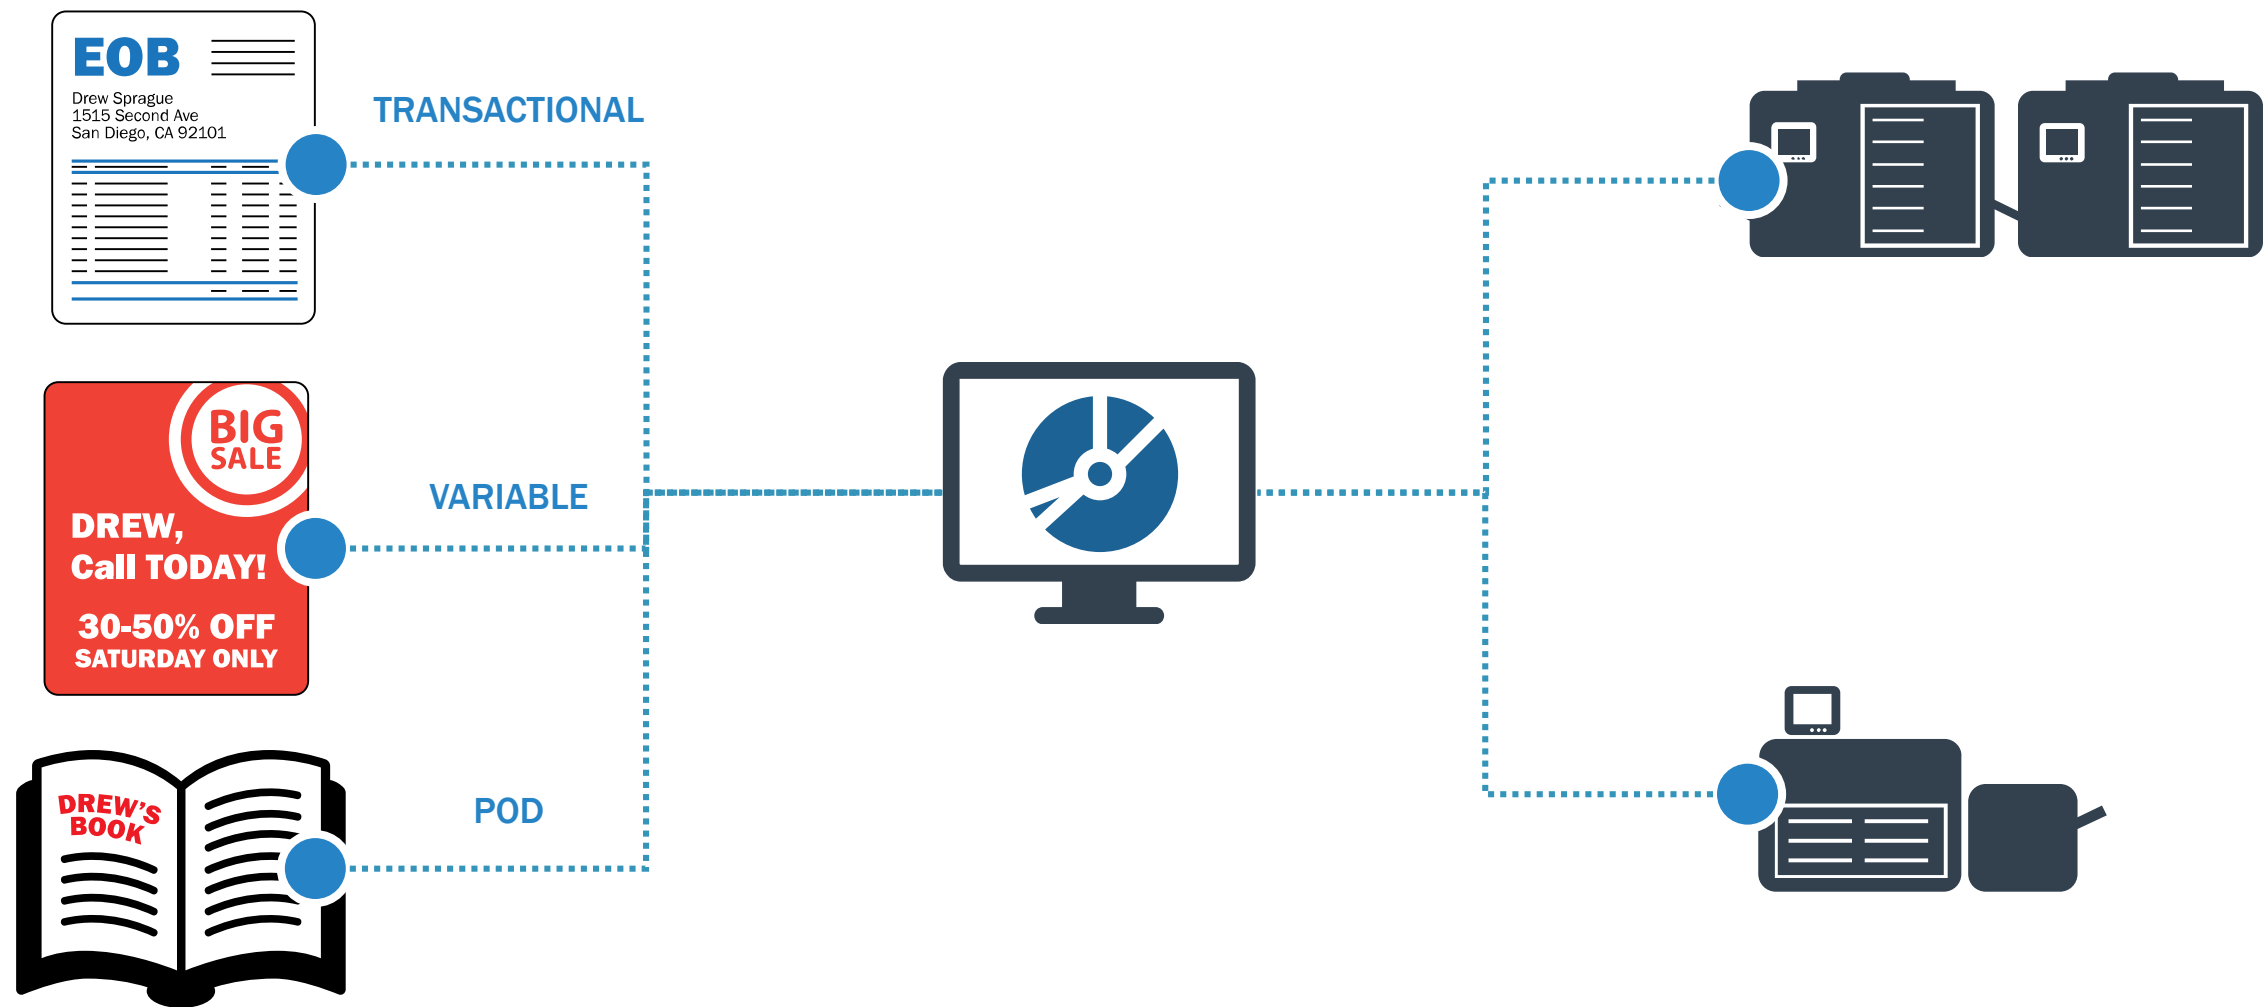 EOB
Drew Sprague
1515 Second Ave
San Diego, CA 92101
TRANSACTIONAL
BIG
SALE
DREW,
Call TODAY!
30-50% OFF
SATURDAY ONLY
VARIABLE
DREW'S
BOOK
POD